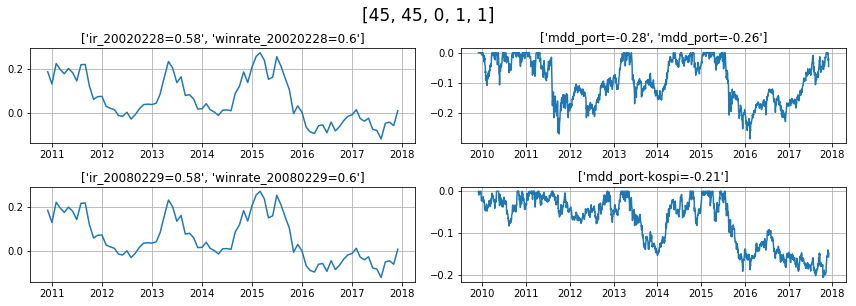 [45, 45, 0, 1, 1]
['ir_20020228=0.58', 'winrate_20020228=0.6']
0.2
0.0
2011 2012 2013 2014 2015 2016 2017 2018
['mdd_port=-0.28', 'mdd_port=-0.26']
0.0
−0.1
−0.2
2010 2011 2012 2013 2014 2015 2016 2017 2018
['ir_20080229=0.58', 'winrate_20080229=0.6']
0.2
0.0
2011 2012 2013 2014 2015 2016 2017 2018
['mdd_port-kospi=-0.21']
0.0
−0.1
−0.2
2010 2011 2012 2013 2014 2015 2016 2017 2018